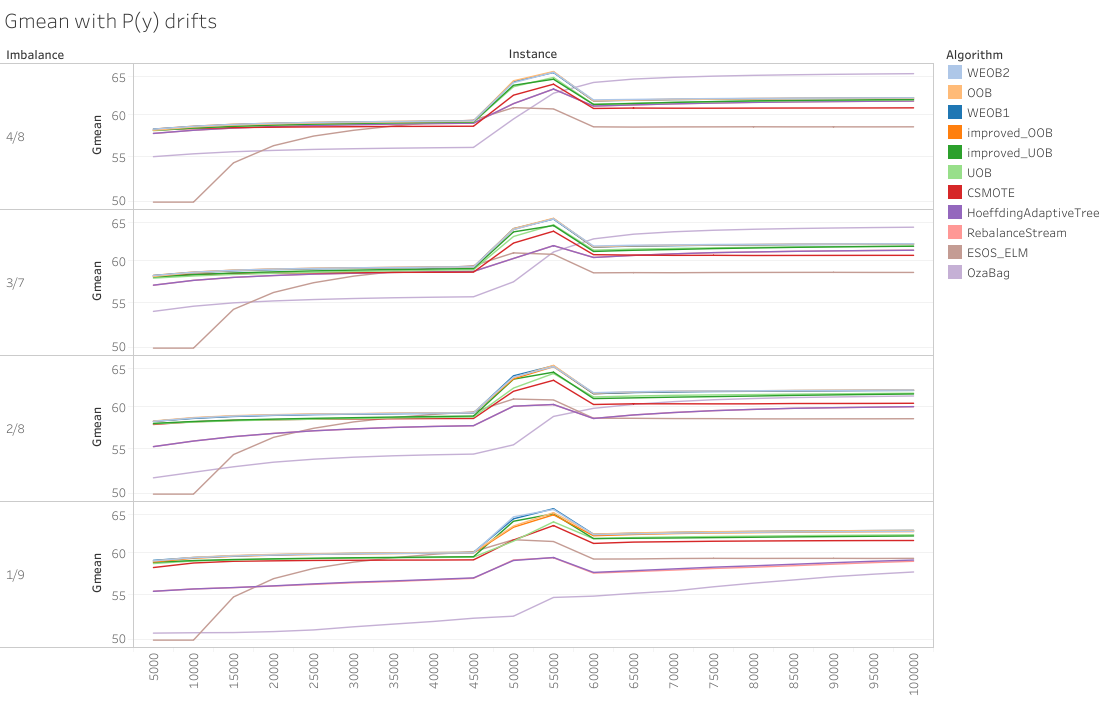 Gmean with P(y) drifts
Imbalance
Instance
Algorithm
WEOB2
OOB
WEOB1
improved_OOB
improved_UOB
UOB
CSMOTE
HoeffdingAdaptiveTree
RebalanceStream
ESOS_ELM
OzaBag
4/8
Gmean
65
60
55
50
3/7
Gmean
65
60
55
50
2/8
Gmean
65
60
55
50
1/9
Gmean
65
60
55
50
5000
10000
15000
20000
25000
30000
35000
40000
45000
50000
55000
60000
65000
70000
75000
80000
85000
90000
95000
100000